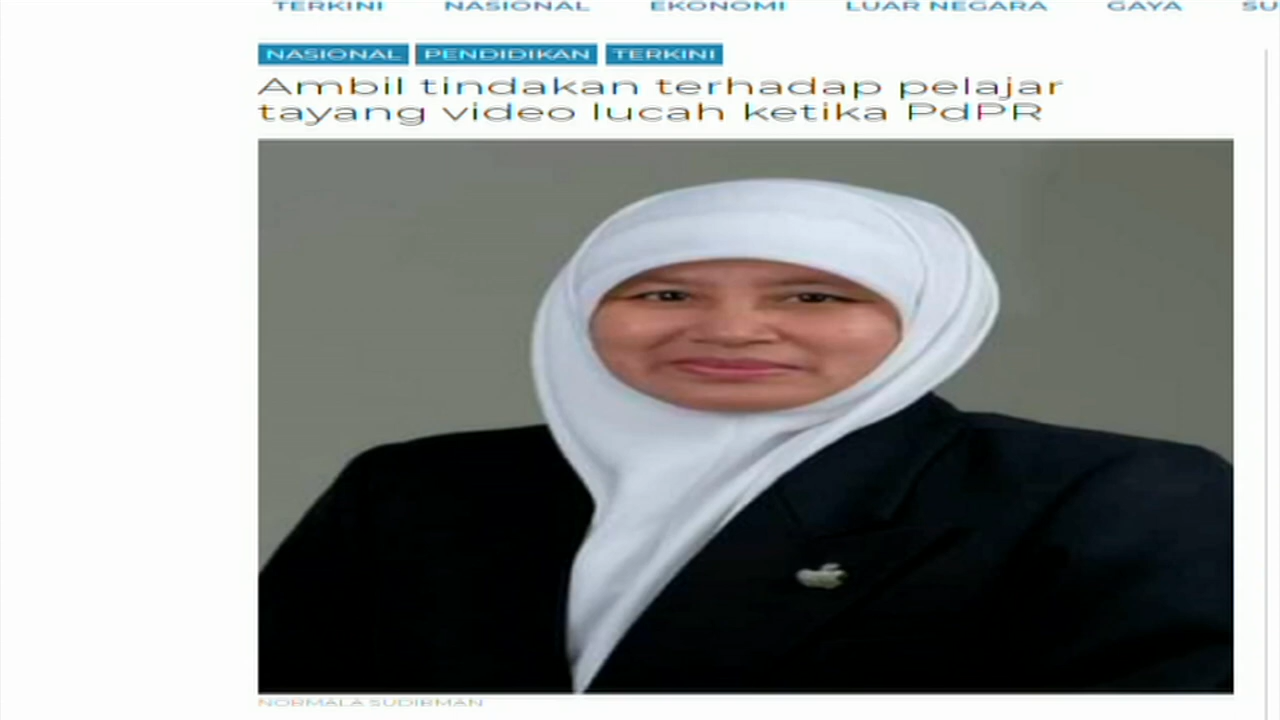 TERKINI NASIONAL EKONOMI LUAR NEGARA GAYA SU
NASIONAL PENDIDIKAN TERKINI
Ambil tindakan terhadap pelajar
tayang video lucah ketika PdPR
NORMALA SUDIRMAN